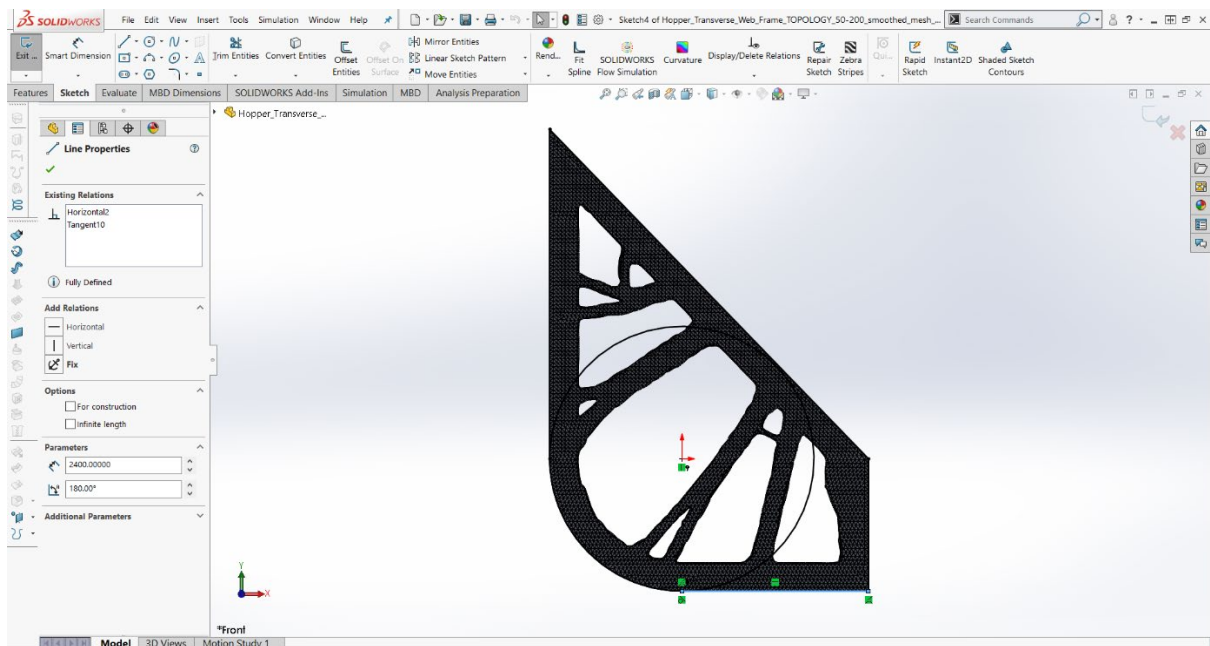 SOLIDWORKS File Edit View Insert Tools Simulation Window Help Sketch4 of Hopper_Transverse_Web_Frame_TOPOLOGY_50-200_smoothed_mesh_... Search Commands
Exit ... Smart Dimension Trim Entities Convert Entities Offset Entities Offset On Surface Mirror Entities Linear Sketch Pattern Move Entities Rend... Fit Spline SOLIDWORKS Flow Simulation Curvature Display/Delete Relations Repair Sketch Zebra Stripes Qui... Rapid Sketch Instant2D Shaded Sketch Contours
Features Sketch Evaluate MBD Dimensions SOLIDWORKS Add-Ins Simulation MBD Analysis Preparation
Hopper_Transverse_...
Line Properties
Existing Relations
Horizontal2
Tangent10
Fully Defined
Add Relations
Horizontal
Vertical
Fix
Options
For construction
Infinite length
Parameters
2400.00000
180.00°
Additional Parameters
Y
X
*Front
Model 3D Views Motion Study 1